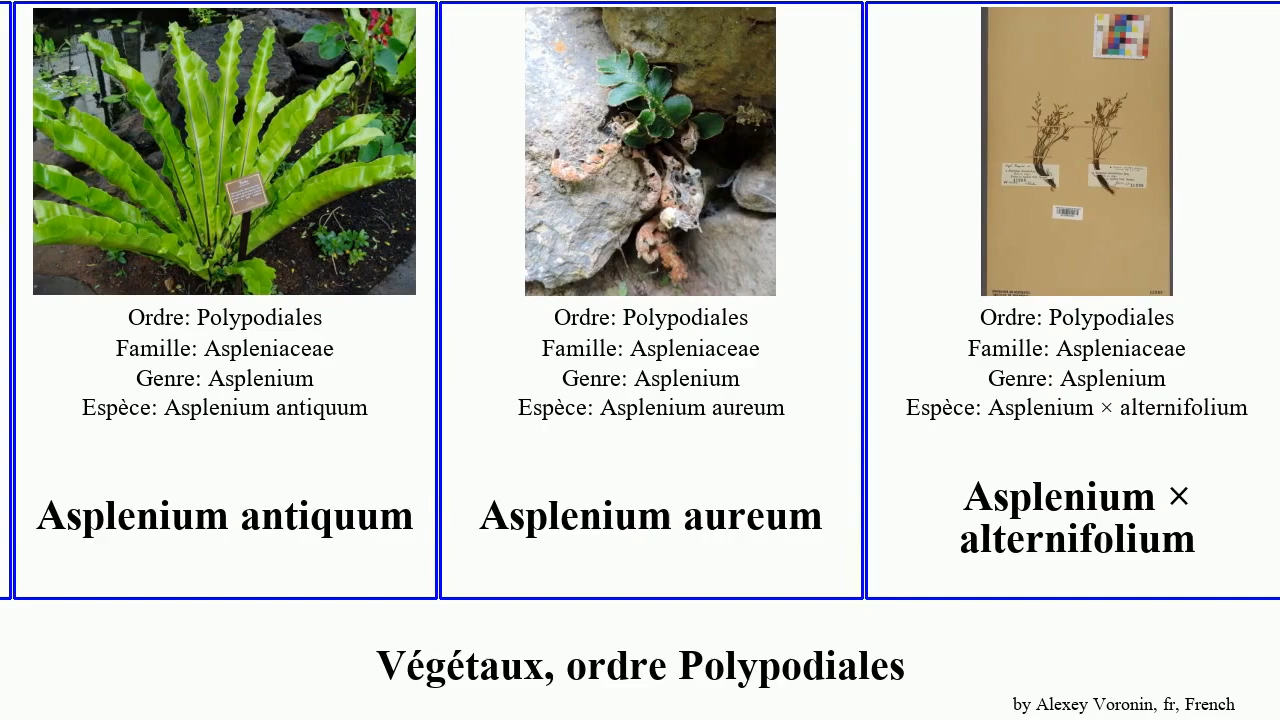 Ordre: Polypodiales
Famille: Aspleniaceae
Genre: Asplenium
Espèce: Asplenium antiquum
Asplenium antiquum
Ordre: Polypodiales
Famille: Aspleniaceae
Genre: Asplenium
Espèce: Asplenium aureum
Asplenium aureum
Ordre: Polypodiales
Famille: Aspleniaceae
Genre: Asplenium
Espèce: Asplenium × alternifolium
Asplenium ×
alternifolium
Végétaux, ordre Polypodiales
by Alexey Voronin, fr, French